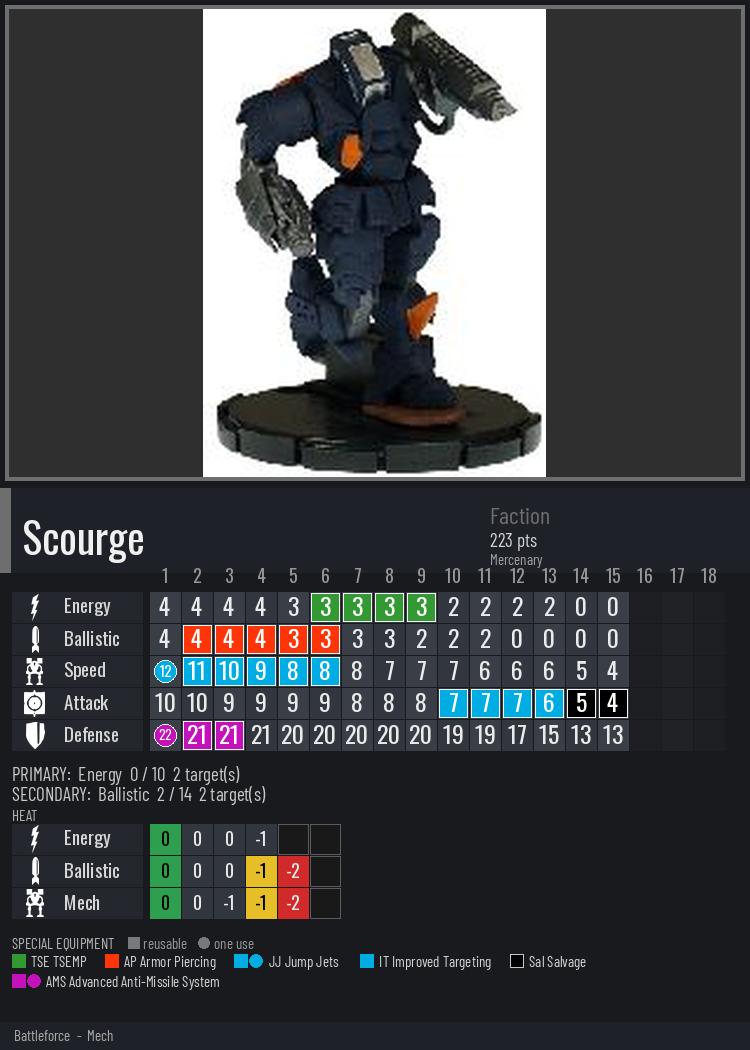 Scourge
Faction
223 pts
Mercenary
1 2 3 4 5 6 7 8 9 10 11 12 13 14 15 16 17 18
Energy 4 4 4 4 3 3 3 3 3 2 2 2 2 0 0
Ballistic 4 4 4 4 3 3 3 3 2 2 2 0 0 0 0
Speed 12 11 10 9 8 8 8 7 7 7 6 6 6 5 4
Attack 10 10 9 9 9 9 8 8 8 7 7 7 6 5 4
Defense 22 21 21 21 20 20 20 20 20 19 19 17 15 13 13
PRIMARY: Energy 0 / 10 2 target(s)
SECONDARY: Ballistic 2 / 14 2 target(s)
HEAT
Energy 0 0 0 -1
Ballistic 0 0 0 -1 -2
Mech 0 0 -1 -1 -2
SPECIAL EQUIPMENT reusable one use
TSE TSEMP AP Armor Piercing JJ Jump Jets IT Improved Targeting Sal Salvage
AMS Advanced Anti-Missile System
Battleforce - Mech